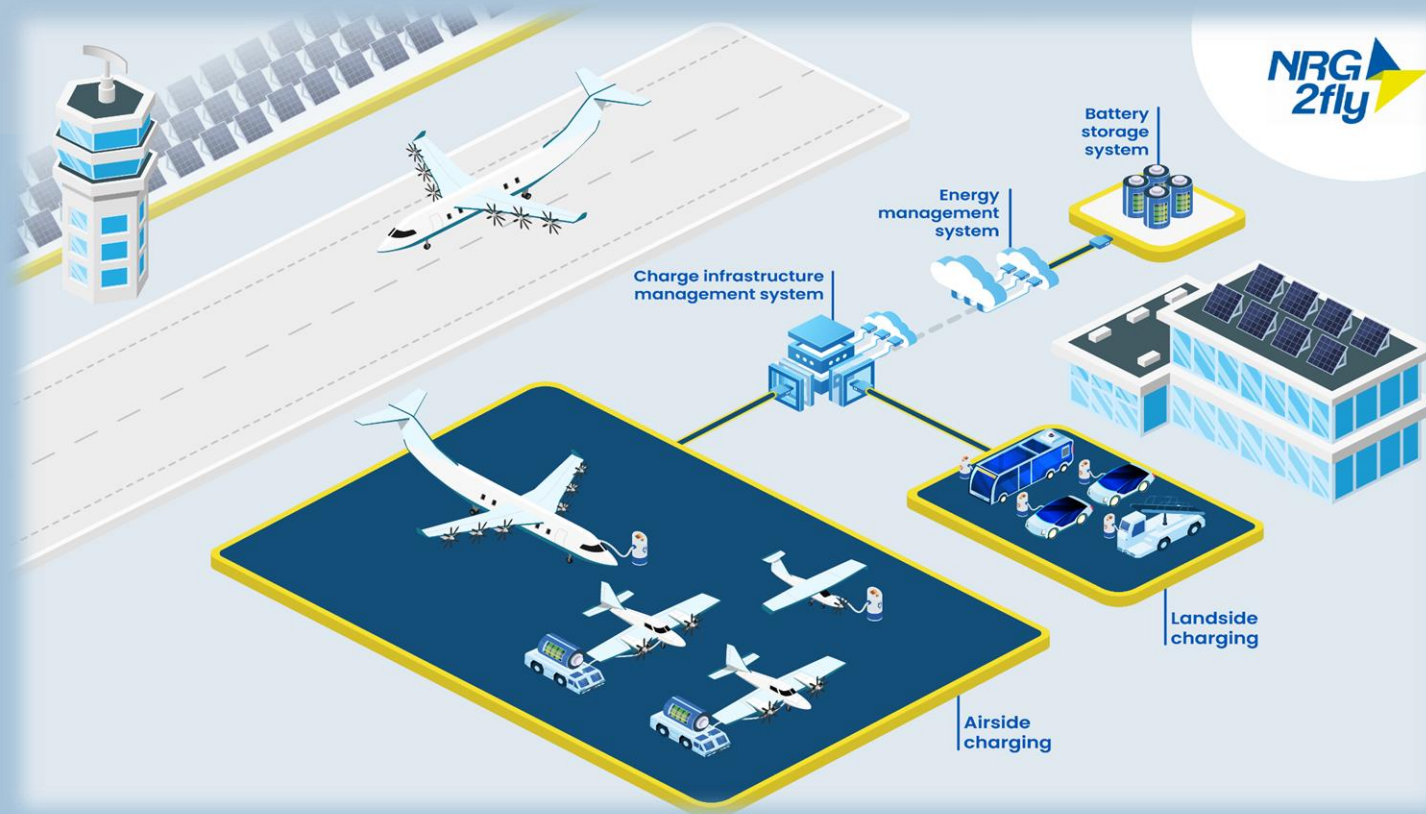 NRG
2fly
Battery
storage
system
Energy
management
system
Charge infrastructure
management system
Landside
charging
Airside
charging